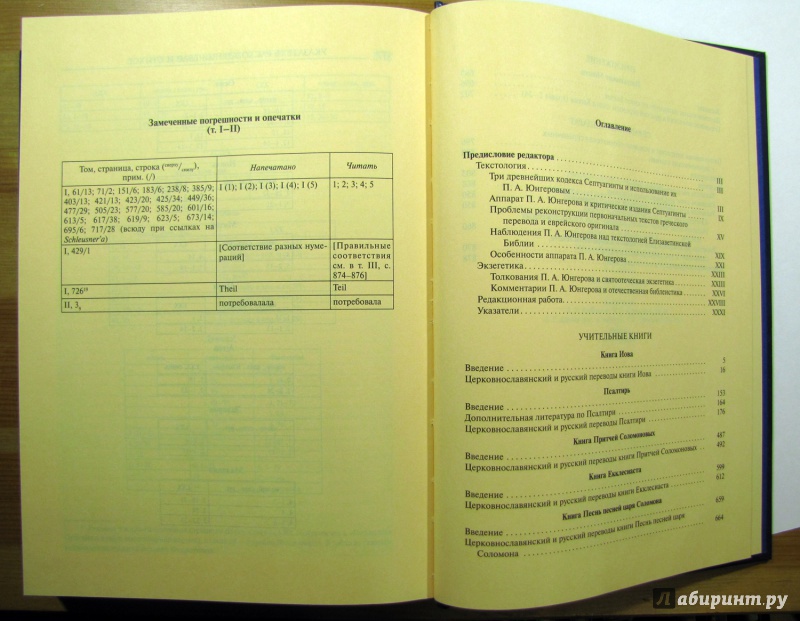 Замеченные погрешности и опечатки
(т. I–II)
Том, страница, строка (сверху/снизу),
прим. (/)
Напечатано
Читать
I, 61/13; 71/2; 151/6; 183/6; 238/8; 385/9;
403/13; 421/13; 423/20; 425/34; 449/36;
477/29; 505/23; 577/20; 585/20; 601/16;
613/5; 617/38; 619/9; 623/5; 673/14;
695/6; 717/28 (всюду при ссылках на
Schleusner'a)
I (1); I (2); I (3); I (4); I (5)
1; 2; 3; 4; 5
I, 429/1
[Соответствие разных нуме-
раций]
[Правильные
соответствия
см. в т. III, с.
874–876]
I, 726¹⁹
Theil
Teil
II, 3₉
потребовалала
потребовала
Оглавление
Предисловие редактора
Текстология III
Три древнейших кодекса Септуагинты и использование их
П. А. Юнгеровым III
Аппарат П. А. Юнгерова и критические издания Септуагинты III
Проблемы реконструкции первоначальных текстов греческого IX
перевода и еврейского оригинала
Наблюдения П. А. Юнгерова над текстологией Елизаветинской XV
Библии
Особенности аппарата П. А. Юнгерова XIX
Экзегетика XXI
Толкования П. А. Юнгерова и святоотеческая экзегетика XXIII
Комментарии П. А. Юнгерова и отечественная библеистика XXIII
Редакционная работа XXVI
XXVIII
Указатели XXXI
УЧИТЕЛЬНЫЕ КНИГИ
Книга Иова
Введение 5
Церковнославянский и русский переводы книги Иова 16
Псалтирь
Введение 153
Дополнительная литература по Псалтири 164
Церковнославянский и русский переводы Псалтири 176
Книга Притчей Соломоновых
Введение 487
Церковнославянский и русский переводы книги Притчей Соломоновых 492
Книга Екклесиаста
Введение 599
Церковнославянский и русский переводы книги Екклесиаста 612
Книга Песнь песней царя Соломона
Введение 659
Церковнославянский и русский переводы книги Песнь песней царя 664
Соломона
Лабиринт.ру